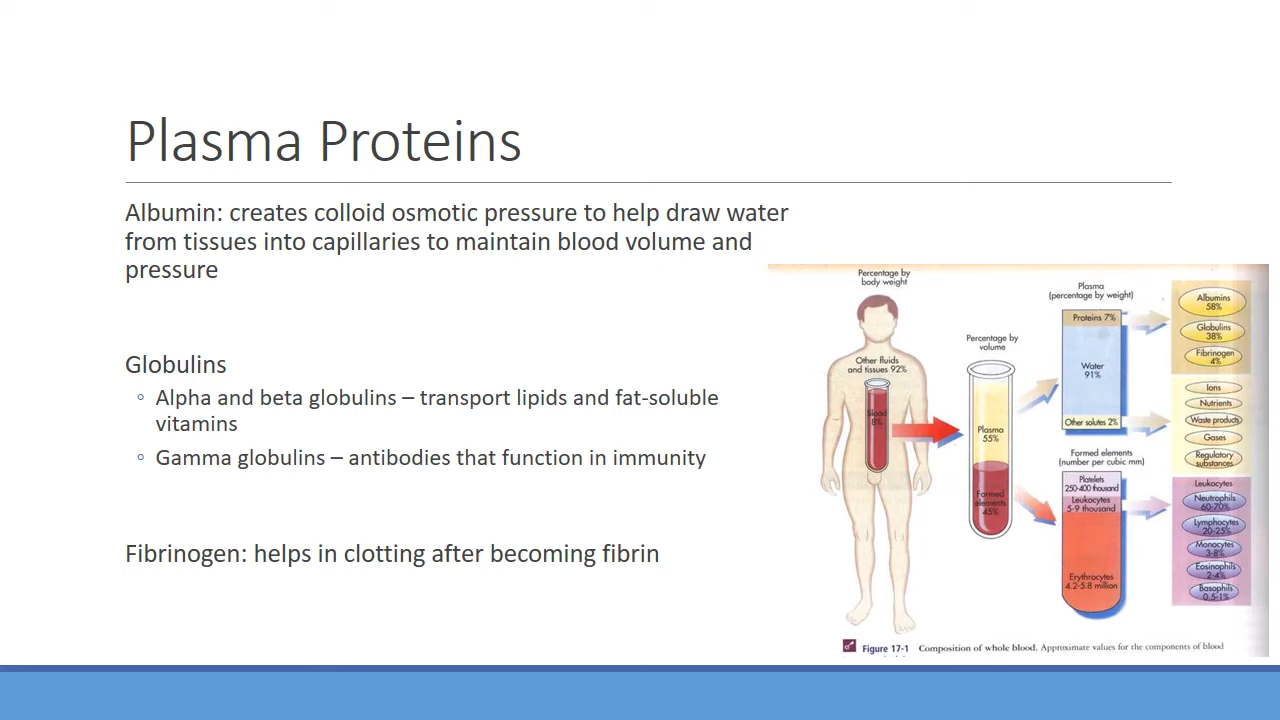 Plasma Proteins
Albumin: creates colloid osmotic pressure to help draw water
from tissues into capillaries to maintain blood volume and
pressure
Globulins
◦ Alpha and beta globulins – transport lipids and fat-soluble
vitamins
◦ Gamma globulins – antibodies that function in immunity
Fibrinogen: helps in clotting after becoming fibrin
Percentage by
body weight
Other fluids
and tissues 92%
Blood
8%
Percentage by
volume
Plasma
55%
Formed
elements
45%
Plasma
(percentage by weight)
Proteins 7%
Water
91%
Other solutes 2%
Formed elements
(number per cubic mm)
Platelets
250-400 thousand
Leukocytes
5-9 thousand
Erythrocytes
4.2-5.8 million
Albumins
58%
Globulins
38%
Fibrinogen
4%
Ions
Nutrients
Waste products
Gases
Regulatory
substances
Leukocytes
Neutrophils
60-70%
Lymphocytes
20-25%
Monocytes
3-8%
Eosinophils
2-4%
Basophils
0.5-1%
Figure 17-1 Composition of whole blood. Approximate values for the components of blood